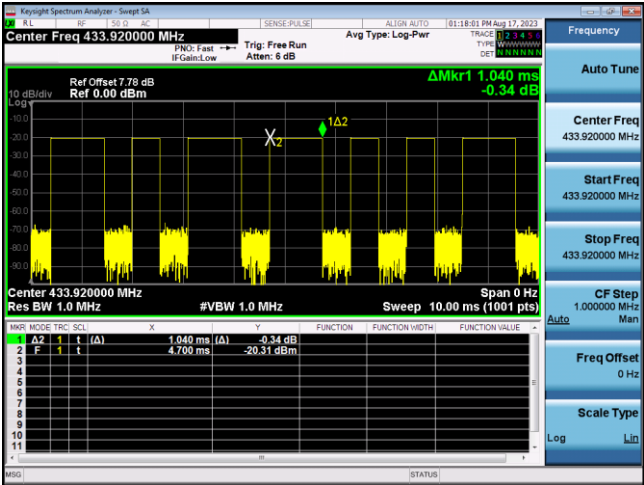 Keysight Spectrum Analyzer - Swept SA
RL RF 50 Ω AC SENSE:PULSE ALIGN AUTO 01:18:01 PM Aug 17, 2023
Center Freq 433.920000 MHz
PNO: Fast
IFGain:Low
Trig: Free Run
Atten: 6 dB
Avg Type: Log-Pwr
TRACE 1 2 3 4 5 6
TYPE WWWWWW
DET N N N N N N
Frequency
Auto Tune
Center Freq
433.920000 MHz
Start Freq
433.920000 MHz
Stop Freq
433.920000 MHz
CF Step
1.000000 MHz
Auto Man
Freq Offset
0 Hz
Scale Type
Log Lin
Ref Offset 7.78 dB
10 dB/div Ref 0.00 dBm
Log
ΔMkr1 1.040 ms
-0.34 dB
-10.0
-20.0
-30.0
-40.0
-50.0
-60.0
-70.0
-80.0
-90.0
X2
1Δ2
Center 433.920000 MHz Span 0 Hz
Res BW 1.0 MHz #VBW 1.0 MHz Sweep 10.00 ms (1001 pts)
MKR MODE TRC SCL X Y FUNCTION FUNCTION WIDTH FUNCTION VALUE
1 Δ2 1 t (Δ) 1.040 ms (Δ) -0.34 dB
2 F 1 t 4.700 ms -20.31 dBm
3
4
5
6
7
8
9
10
11
MSG STATUS